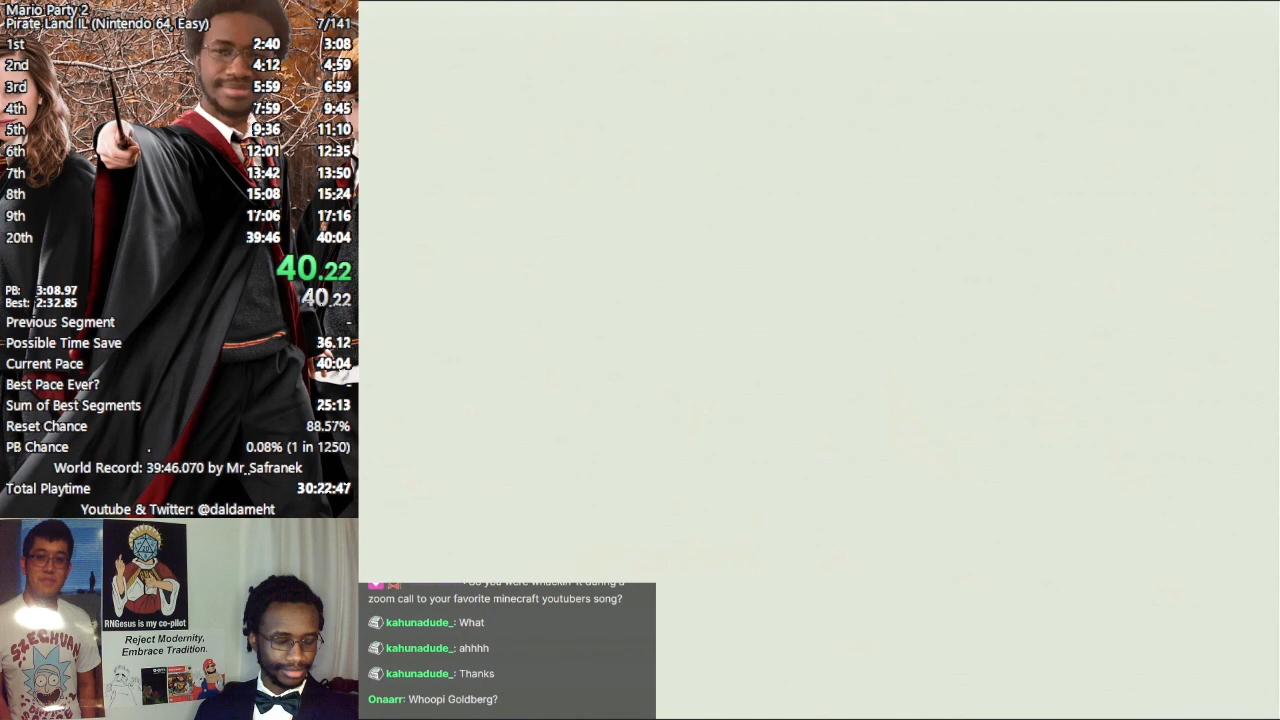 Mario Party 2
Pirate Land IL (Nintendo 64, Easy) 7/141
1st 2:40 3:08
2nd 4:12 4:59
3rd 5:59 6:59
4th 7:59 9:45
5th 9:36 11:10
6th 12:01 12:35
7th 13:42 13:50
8th 15:08 15:24
9th 17:06 17:16
20th 39:46 40:04
40.22
PB: 3:08.97 40.22
Best: 2:32.85
Previous Segment -
Possible Time Save 36.12
Current Pace 40:04
Best Pace Ever? -
Sum of Best Segments 25:13
Reset Chance 88.57%
PB Chance 0.08% (1 in 1250)
World Record: 39:46.070 by Mr_Safranek
Total Playtime 30:22:47
Youtube & Twitter: @daldameht
RNGesus is my co-pilot
Reject Modernity,
Embrace Tradition.
zoom call to your favorite minecraft youtubers song?
kahunadude_: What
kahunadude_: ahhhh
kahunadude_: Thanks
Onaarr: Whoopi Goldberg?